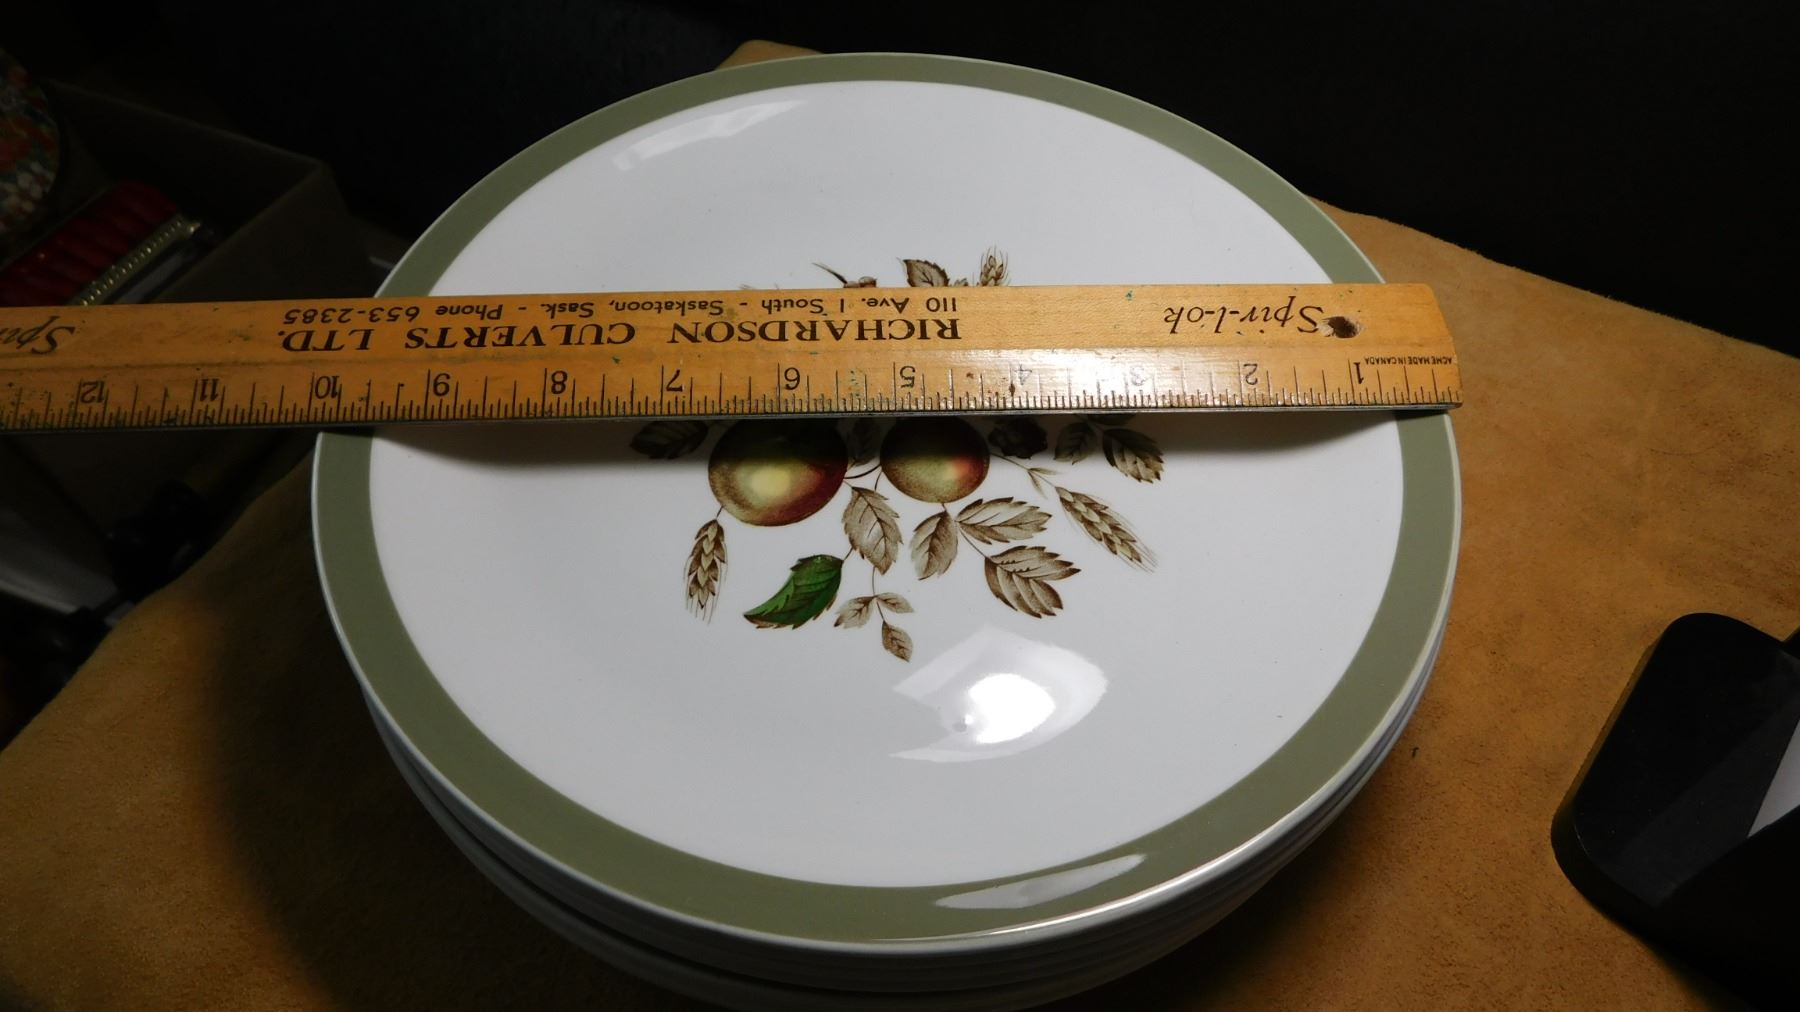 Spir-l-ok
RICHARDSON CULVERTS LTD.
110 Ave. I South - Saskatoon, Sask. - Phone 653-2385
Spir
ACME MADE IN CANADA
1 2 3 4 5 6 7 8 9 10 11 12